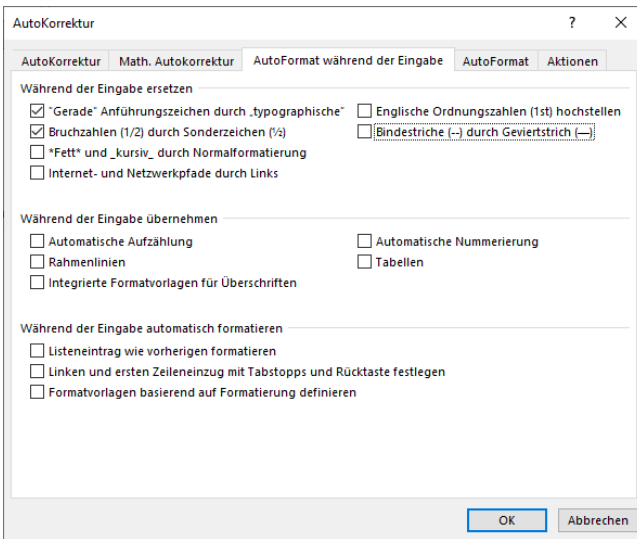 AutoKorrektur ? ×
AutoKorrektur Math. Autokorrektur AutoFormat während der Eingabe AutoFormat Aktionen
Während der Eingabe ersetzen
"Gerade" Anführungszeichen durch „typographische“ Englische Ordnungszahlen (1st) hochstellen
Bruchzahlen (1/2) durch Sonderzeichen (½) Bindestriche (--) durch Geviertstrich (—)
*Fett* und _kursiv_ durch Normalformatierung
Internet- und Netzwerkpfade durch Links
Während der Eingabe übernehmen
Automatische Aufzählung Automatische Nummerierung
Rahmenlinien Tabellen
Integrierte Formatvorlagen für Überschriften
Während der Eingabe automatisch formatieren
Listeneintrag wie vorherigen formatieren
Linken und ersten Zeileneinzug mit Tabstopps und Rücktaste festlegen
Formatvorlagen basierend auf Formatierung definieren
OK Abbrechen